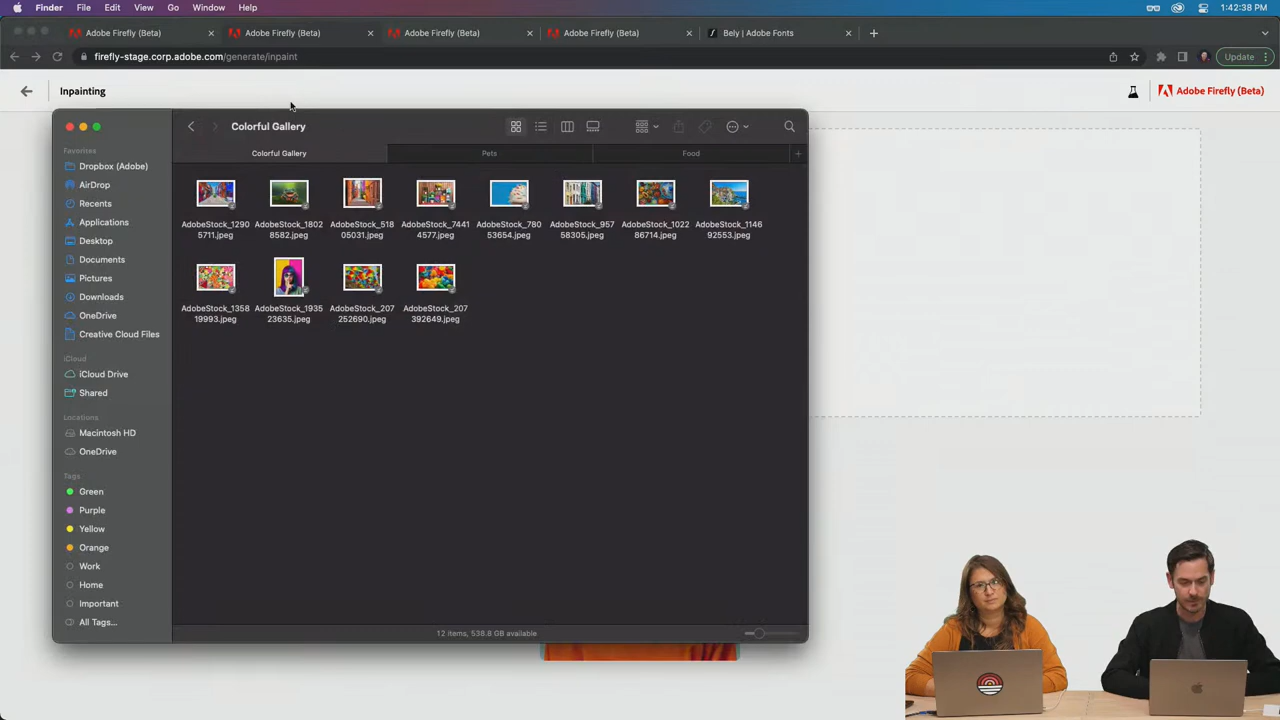 Finder File Edit View Go Window Help 1:42:38 PM
Adobe Firefly (Beta) Adobe Firefly (Beta) Adobe Firefly (Beta) Adobe Firefly (Beta) Bely | Adobe Fonts
firefly-stage.corp.adobe.com/generate/inpaint Update
Inpainting Adobe Firefly (Beta)
Colorful Gallery
Colorful Gallery Pets Food
Favorites
Dropbox (Adobe)
AirDrop
Recents
Applications
Desktop
Documents
Pictures
Downloads
OneDrive
Creative Cloud Files
iCloud
iCloud Drive
Shared
Locations
Macintosh HD
OneDrive
Tags
Green
Purple
Yellow
Orange
Work
Home
Important
All Tags...
AdobeStock_1290 AdobeStock_1802 AdobeStock_518 AdobeStock_7441 AdobeStock_780 AdobeStock_957 AdobeStock_1022 AdobeStock_1146
5711.jpeg 8582.jpeg 05031.jpeg 4577.jpeg 53654.jpeg 58305.jpeg 86714.jpeg 92553.jpeg
AdobeStock_1358 AdobeStock_1935 AdobeStock_207 AdobeStock_207
19993.jpeg 23635.jpeg 252690.jpeg 392649.jpeg
12 items, 538.8 GB available